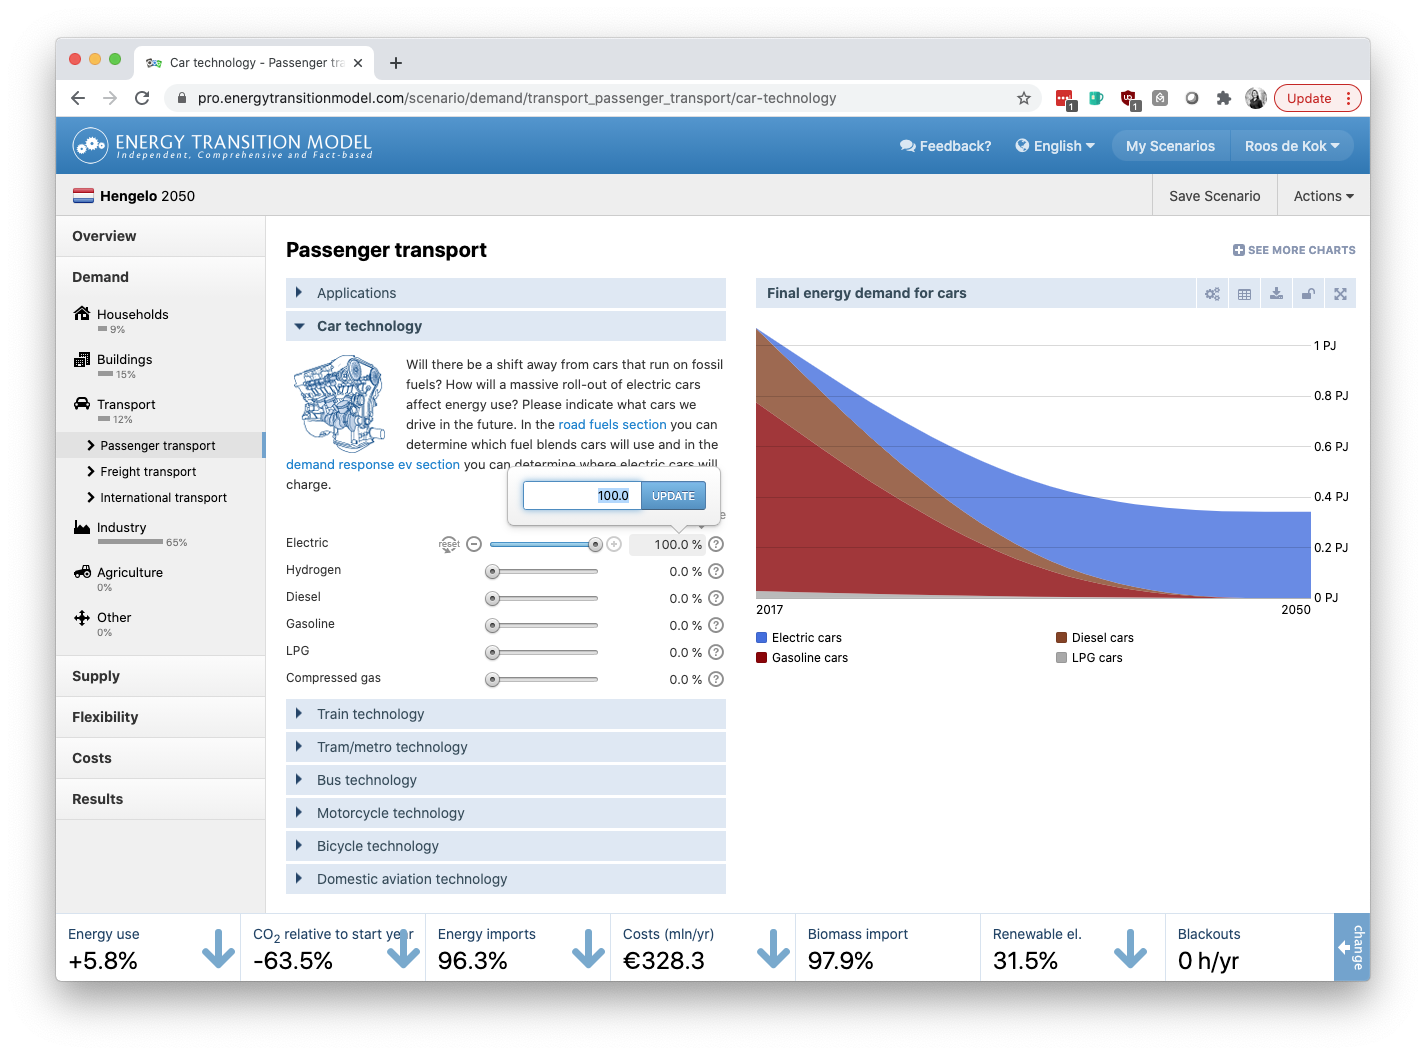 Car technology - Passenger tra
pro.energytransitionmodel.com/scenario/demand/transport_passenger_transport/car-technology
1
1
Update
ENERGY TRANSITION MODEL
Independent, Comprehensive and Fact-based
Feedback?
English
My Scenarios
Roos de Kok
Hengelo 2050
Save Scenario
Actions
Overview
Demand
Households
9%
Buildings
15%
Transport
12%
Passenger transport
Freight transport
International transport
Industry
65%
Agriculture
0%
Other
0%
Supply
Flexibility
Costs
Results
Passenger transport
SEE MORE CHARTS
Applications
Car technology
Will there be a shift away from cars that run on fossil
fuels? How will a massive roll-out of electric cars
affect energy use? Please indicate what cars we
drive in the future. In the road fuels section you can
determine which fuel blends cars will use and in the
demand response ev section you can determine where electric cars will
charge.
100.0
UPDATE
Electric
reset
100.0 %
?
Hydrogen
0.0 %
?
Diesel
0.0 %
?
Gasoline
0.0 %
?
LPG
0.0 %
?
Compressed gas
0.0 %
?
Train technology
Tram/metro technology
Bus technology
Motorcycle technology
Bicycle technology
Domestic aviation technology
Final energy demand for cars
1 PJ
0.8 PJ
0.6 PJ
0.4 PJ
0.2 PJ
0 PJ
2017
2050
Electric cars
Diesel cars
Gasoline cars
LPG cars
Energy use
+5.8%
CO2 relative to start year
-63.5%
Energy imports
96.3%
Costs (mln/yr)
€328.3
Biomass import
97.9%
Renewable el.
31.5%
Blackouts
0 h/yr
change